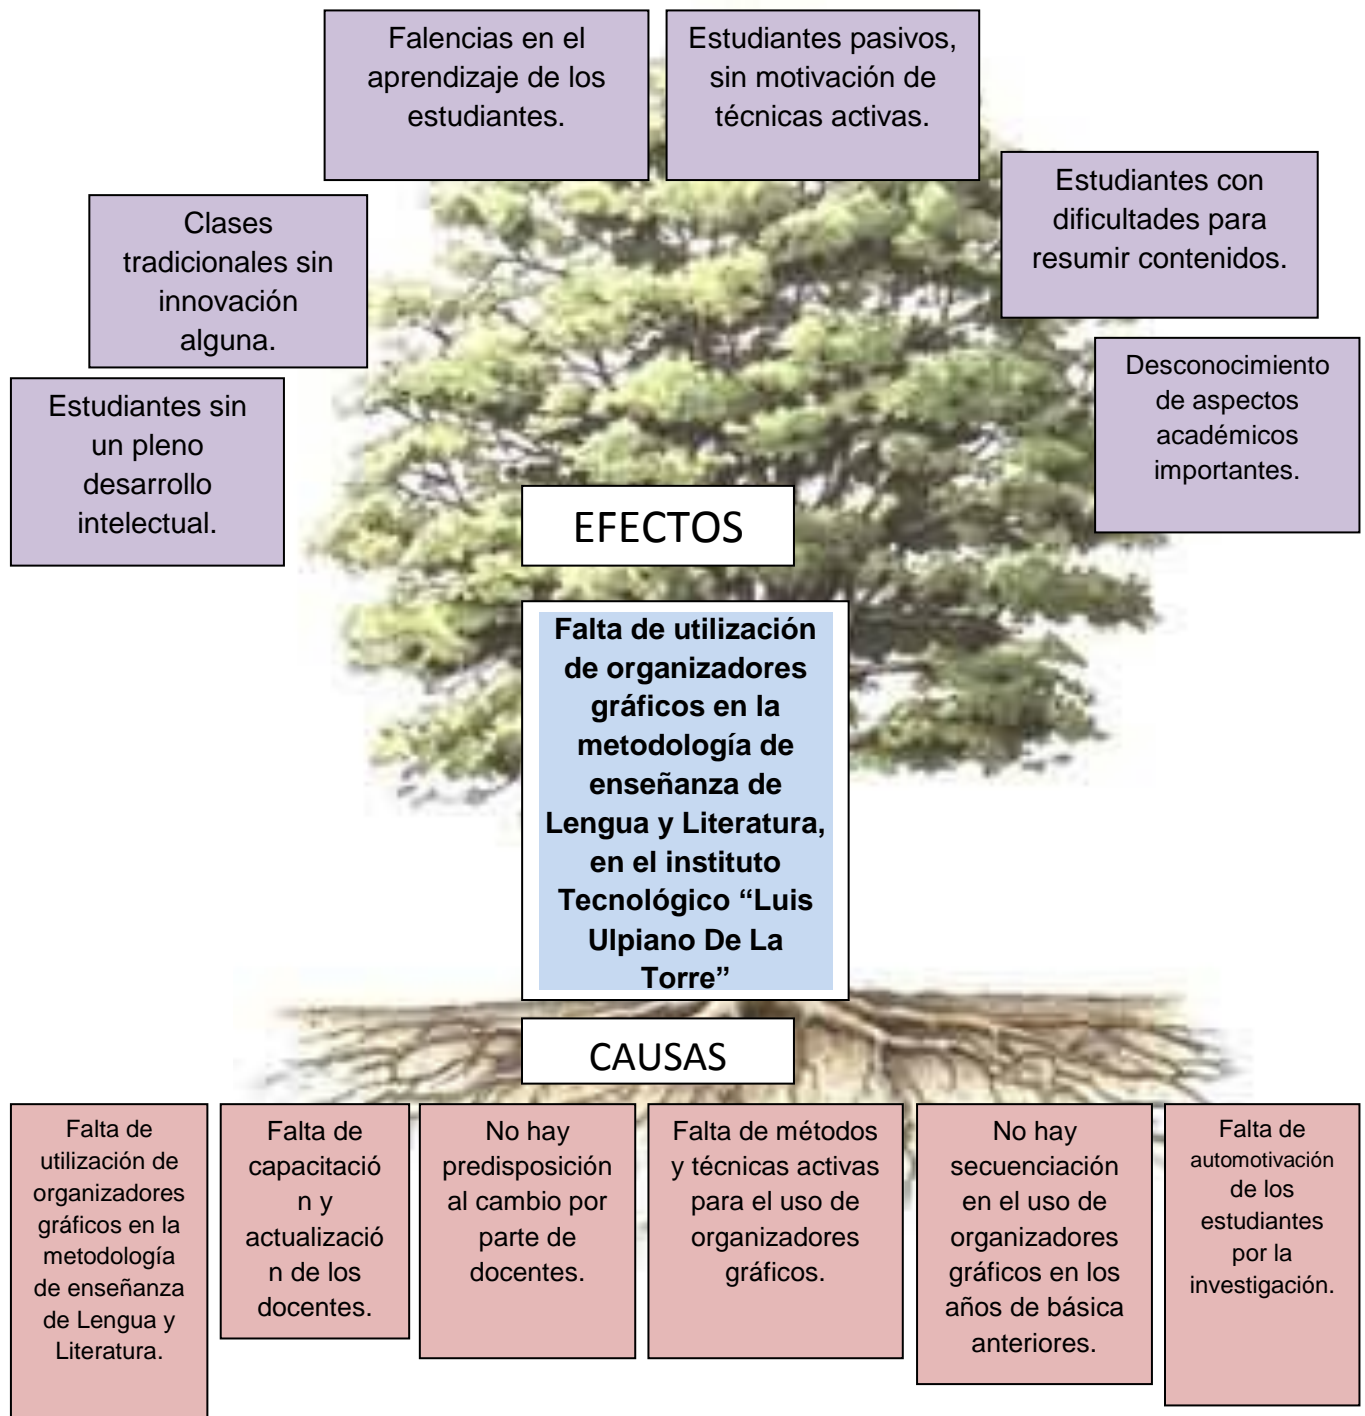 Falencias en el
aprendizaje de los
estudiantes.
Estudiantes pasivos,
sin motivación de
técnicas activas.
Estudiantes con
dificultades para
resumir contenidos.
Clases
tradicionales sin
innovación
alguna.
Desconocimiento
de aspectos
académicos
importantes.
Estudiantes sin
un pleno
desarrollo
intelectual.
EFECTOS
Falta de utilización
de organizadores
gráficos en la
metodología de
enseñanza de
Lengua y Literatura,
en el instituto
Tecnológico “Luis
Ulpiano De La
Torre”
CAUSAS
Falta de
utilización de
organizadores
gráficos en la
metodología
de enseñanza
de Lengua y
Literatura.
Falta de
capacitació
n y
actualizació
n de los
docentes.
No hay
predisposición
al cambio por
parte de
docentes.
Falta de métodos
y técnicas activas
para el uso de
organizadores
gráficos.
No hay
secuenciación
en el uso de
organizadores
gráficos en los
años de básica
anteriores.
Falta de
automotivación
de los
estudiantes
por la
investigación.